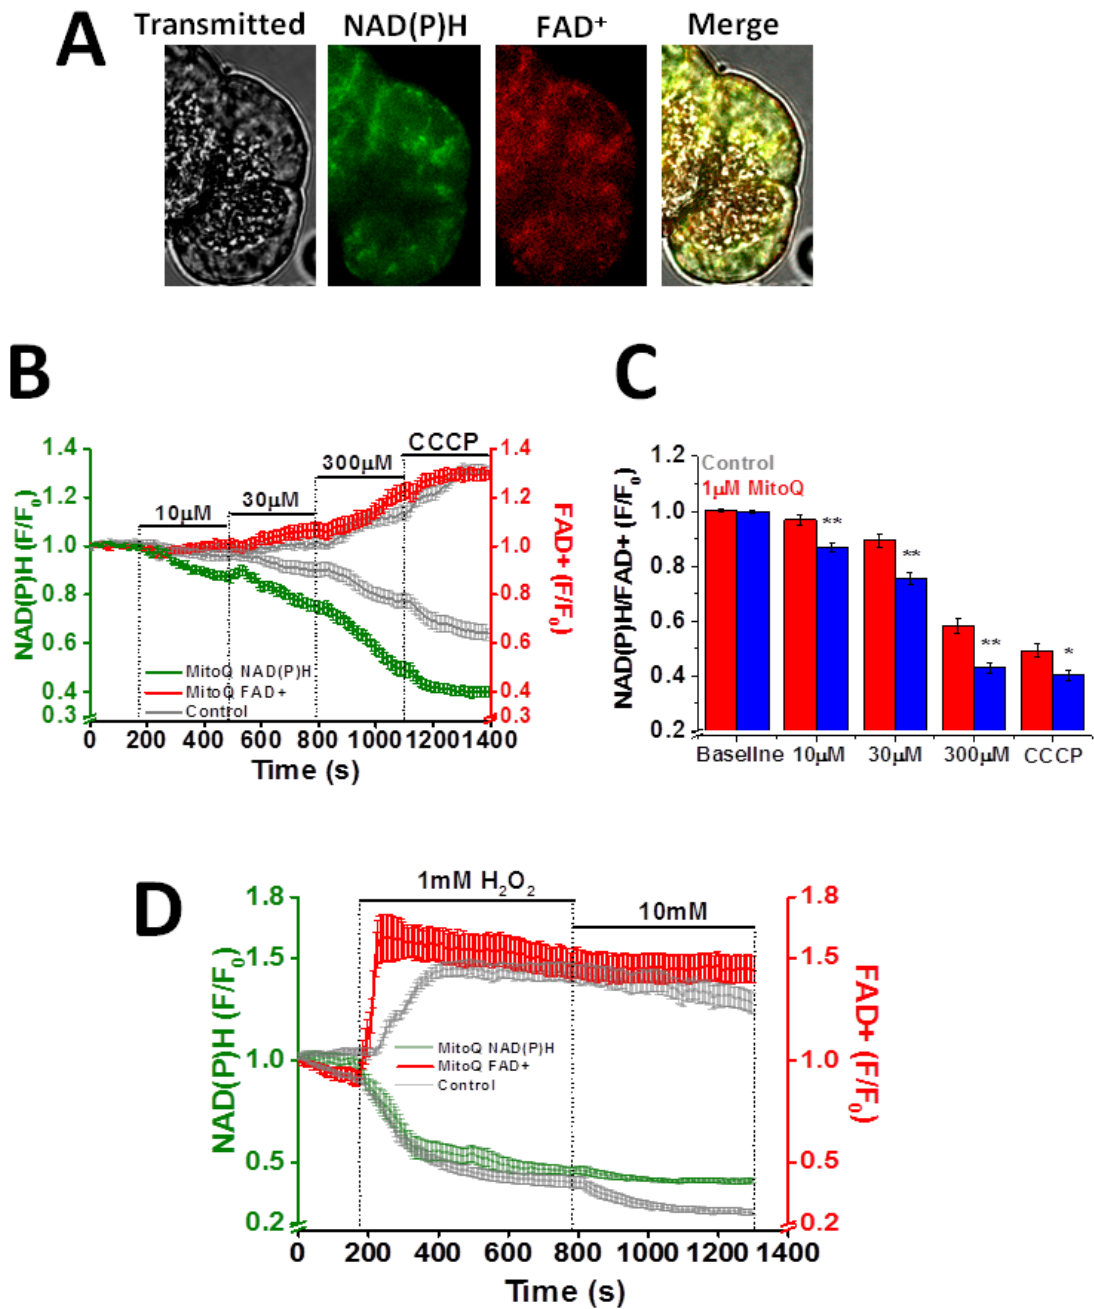 A
Transmitted NAD(P)H FAD⁺ Merge
B
NAD(P)H (F/F₀)
1.4
1.2
1.0
0.8
0.6
0.4
0.3
10µM
30µM
300µM
CCCP
1.4
1.2
1.0
0.8
0.6
0.4
0.3
FAD+ (F/F₀)
MitoQ NAD(P)H
MitoQ FAD+
Control
0 200 400 600 800 1000 1200 1400
Time (s)
C
NAD(P)H/FAD+ (F/F₀)
1.2
1.0
0.8
0.6
0.4
0.2
Control
1µM MitoQ
** ** ** *
Baseline 10µM 30µM 300µM CCCP
D
NAD(P)H (F/F₀)
1.8
1.5
1.0
0.5
0.2
1mM H₂O₂
10mM
MitoQ NAD(P)H
MitoQ FAD+
Control
1.8
1.5
1.0
0.5
0.2
FAD+ (F/F₀)
0 200 400 600 800 1000 1200 1400
Time (s)